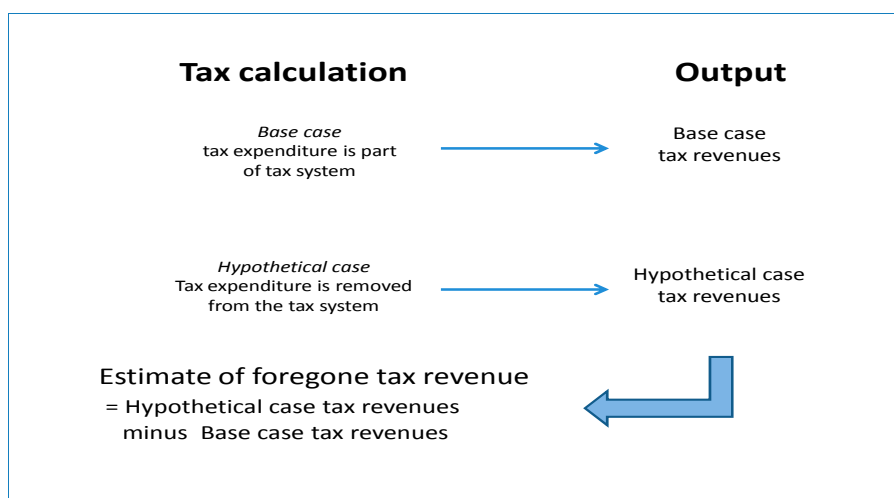 Tax calculation
Output
Base case
tax expenditure is part
of tax system
Base case
tax revenues
Hypothetical case
Tax expenditure is removed
from the tax system
Hypothetical case
tax revenues
Estimate of foregone tax revenue
= Hypothetical case tax revenues
minus Base case tax revenues